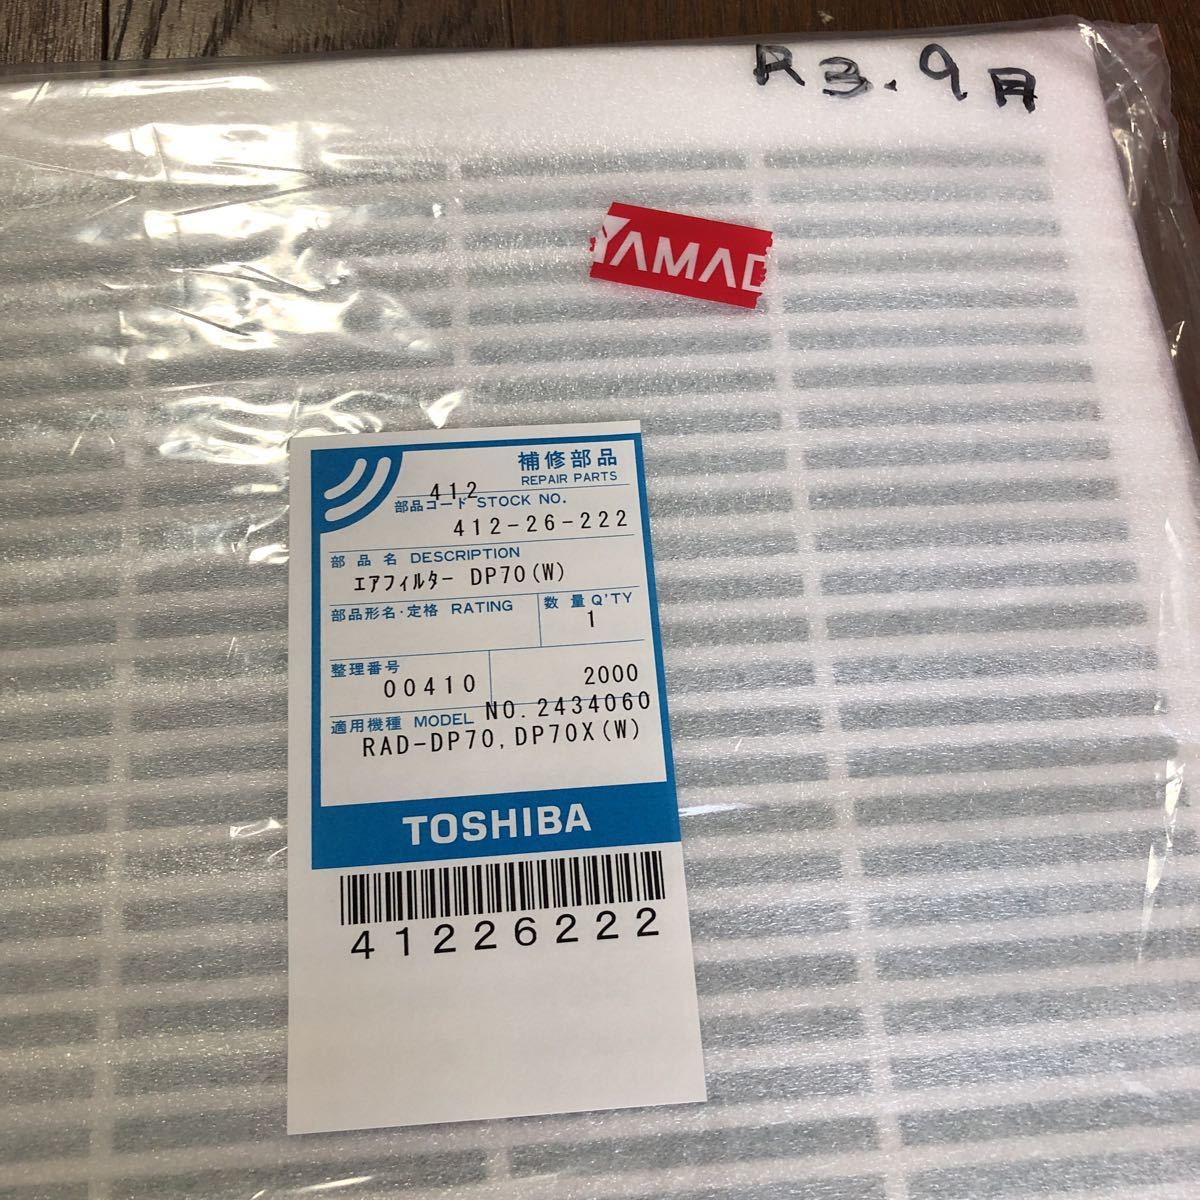 R3.9月
YAMAD
補修部品
REPAIR PARTS
412
部品コード STOCK NO.
412-26-222
部品名 DESCRIPTION
ｴｱﾌｨﾙﾀｰ DP70(W)
部品形名・定格 RATING
数量 Q'TY
1
整理番号
00410
2000
適用機種 MODEL NO.2434060
RAD-DP70,DP70X(W)
TOSHIBA
41226222